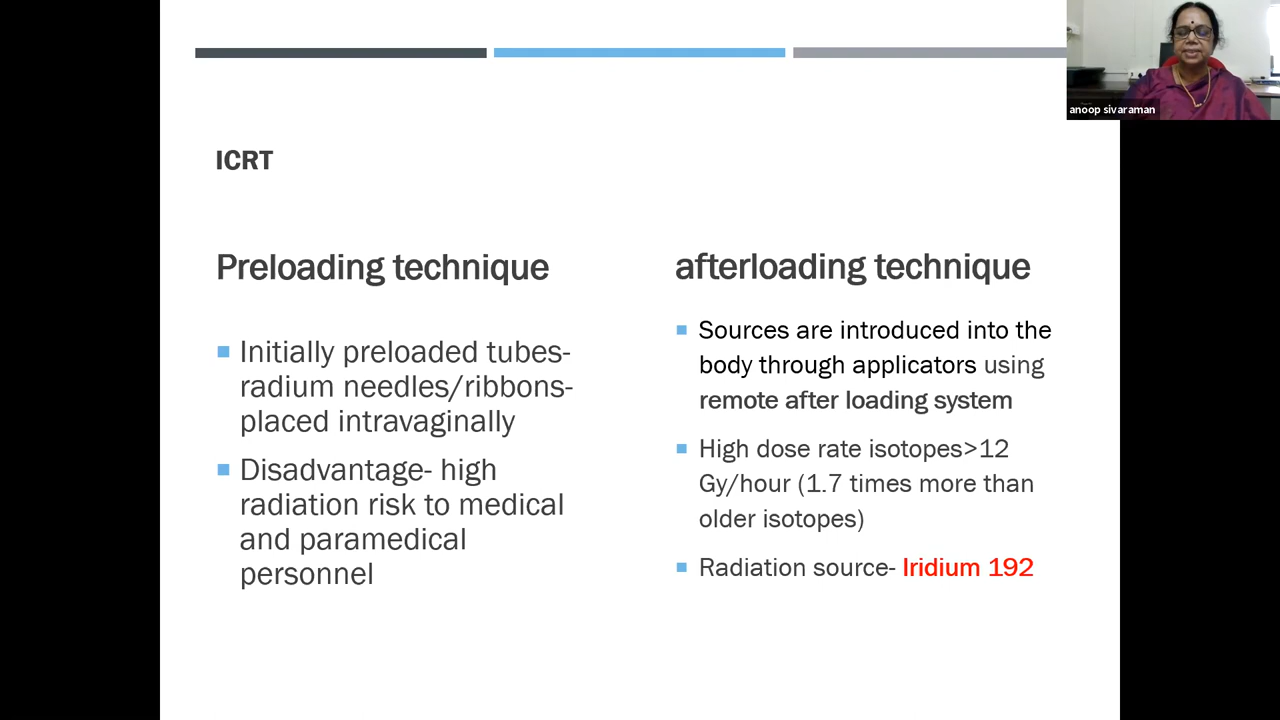 anoop sivaraman
ICRT
Preloading technique
Initially preloaded tubes-
radium needles/ribbons-
placed intravaginally
Disadvantage- high
radiation risk to medical
and paramedical
personnel
afterloading technique
Sources are introduced into the
body through applicators using
remote after loading system
High dose rate isotopes>12
Gy/hour (1.7 times more than
older isotopes)
Radiation source- Iridium 192